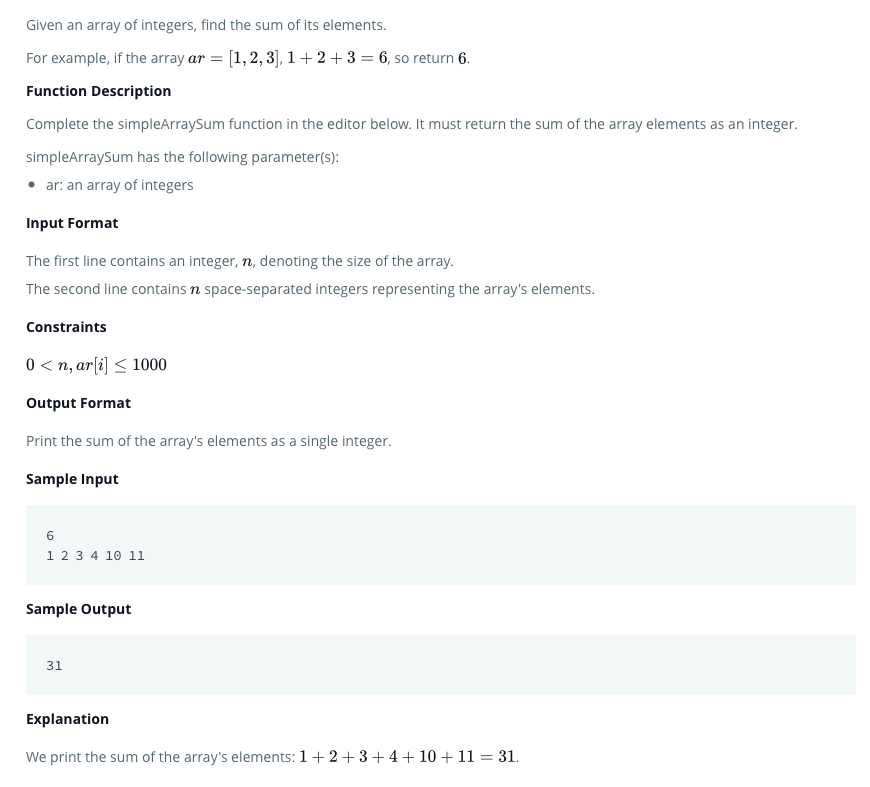 Given an array of integers, find the sum of its elements.
For example, if the array ar = [1, 2, 3], 1 + 2 + 3 = 6, so return 6.
Function Description
Complete the simpleArraySum function in the editor below. It must return the sum of the array elements as an integer.
simpleArraySum has the following parameter(s):
• ar: an array of integers
Input Format
The first line contains an integer, n, denoting the size of the array.
The second line contains n space-separated integers representing the array's elements.
Constraints
0 < n, ar[i] ≤ 1000
Output Format
Print the sum of the array's elements as a single integer.
Sample Input
6
1 2 3 4 10 11
Sample Output
31
Explanation
We print the sum of the array's elements: 1 + 2 + 3 + 4 + 10 + 11 = 31.